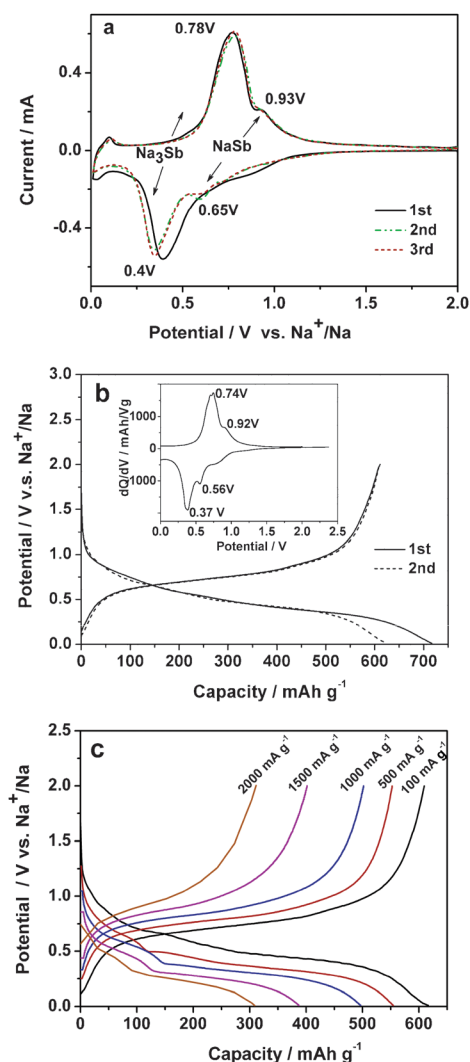 a
0.78V
0.93V
Na₃Sb
NaSb
0.65V
0.4V
1st
2nd
3rd
0.6
0.0
-0.4
0.0
0.5
1.0
1.5
2.0
Current / mA
Potential / V vs. Na⁺/Na
b
3.0
2.5
2.0
1.5
1.0
0.5
0.0
0
100
200
300
400
500
600
700
Potential / V v.s. Na⁺/Na
Capacity / mAh g⁻¹
1st
2nd
0.74V
0.92V
0.56V
0.37 V
1000
0
1000
dQ/dV / mAh/Vg
0.0
0.5
1.0
1.5
2.0
2.5
Potential / V
c
2000 mA g⁻¹
1500 mA g⁻¹
1000 mA g⁻¹
500 mA g⁻¹
100 mA g⁻¹
2.5
2.0
1.5
1.0
0.5
0.0
0
100
200
300
400
500
600
Potential / V vs. Na⁺/Na
Capacity / mAh g⁻¹